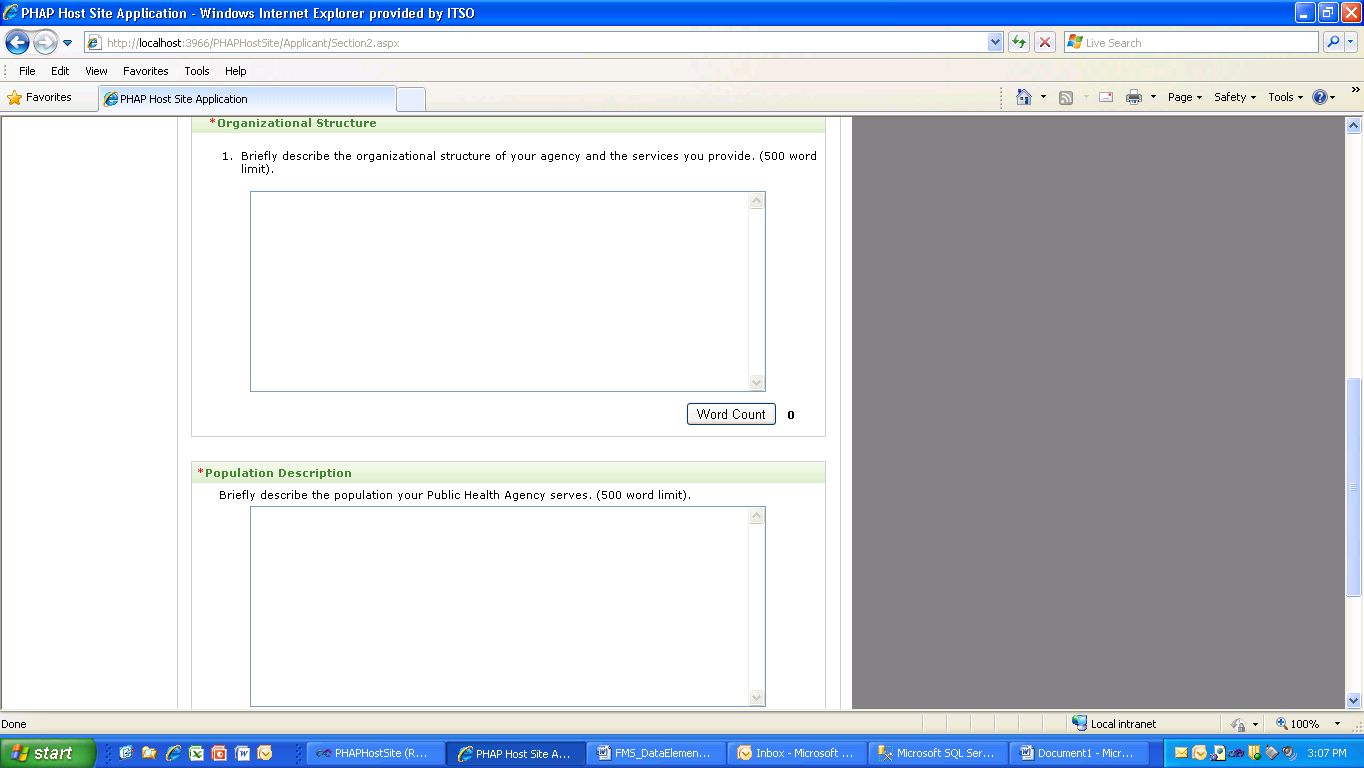 PHAP Host Site Application - Windows Internet Explorer provided by ITSO
http://localhost:3966/PHAPHostSite/Applicant/Section2.aspx
Live Search
File Edit View Favorites Tools Help
Favorites PHAP Host Site Application Page Safety Tools »
*Organizational Structure
1. Briefly describe the organizational structure of your agency and the services you provide. (500 word
limit).
Word Count 0
*Population Description
Briefly describe the population your Public Health Agency serves. (500 word limit).
Done Local intranet 100%
start PHAPHostSite (R... PHAP Host Site A... FMS_DataElemen... Inbox - Microsoft ... Microsoft SQL Ser... Document1 - Micr... 3:07 PM